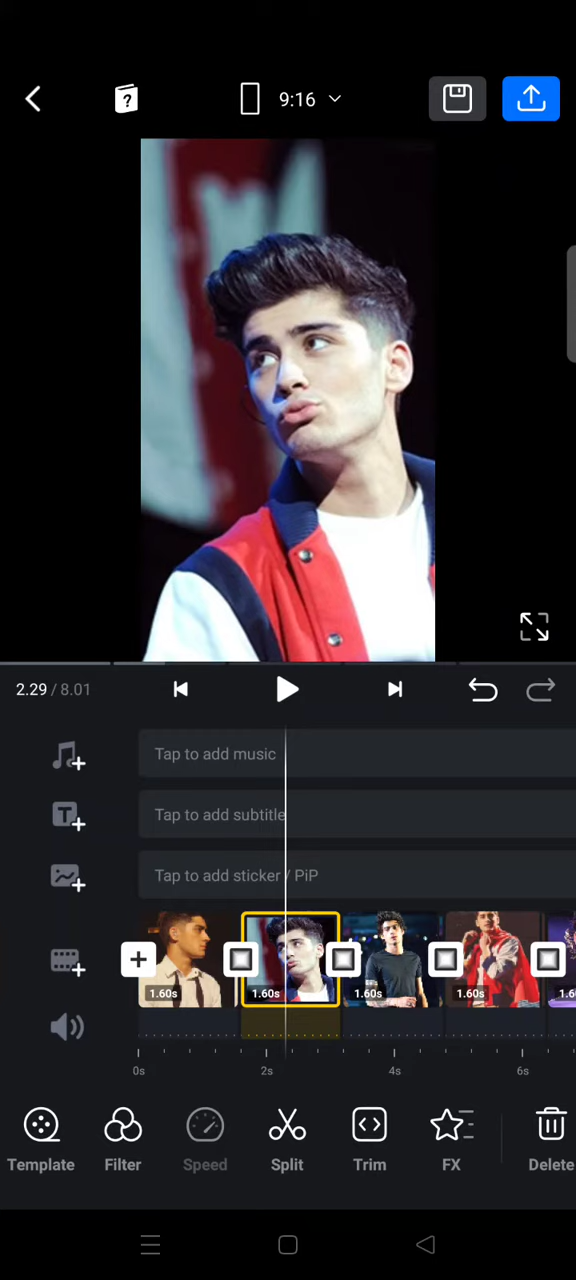 9:16
2.29 / 8.01
Tap to add music
Tap to add subtitle
Tap to add sticker / PiP
1.60s 1.60s 1.60s 1.60s
0s 2s 4s 6s
Template Filter Speed Split Trim FX Delete